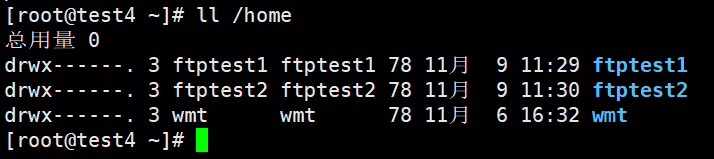 [root@test4 ~]# ll /home
总用量 0
drwx------. 3 ftptest1 ftptest1 78 11月  9 11:29 ftptest1
drwx------. 3 ftptest2 ftptest2 78 11月  9 11:30 ftptest2
drwx------. 3 wmt      wmt      78 11月  6 16:32 wmt
[root@test4 ~]#